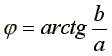 φ = arctg b/a